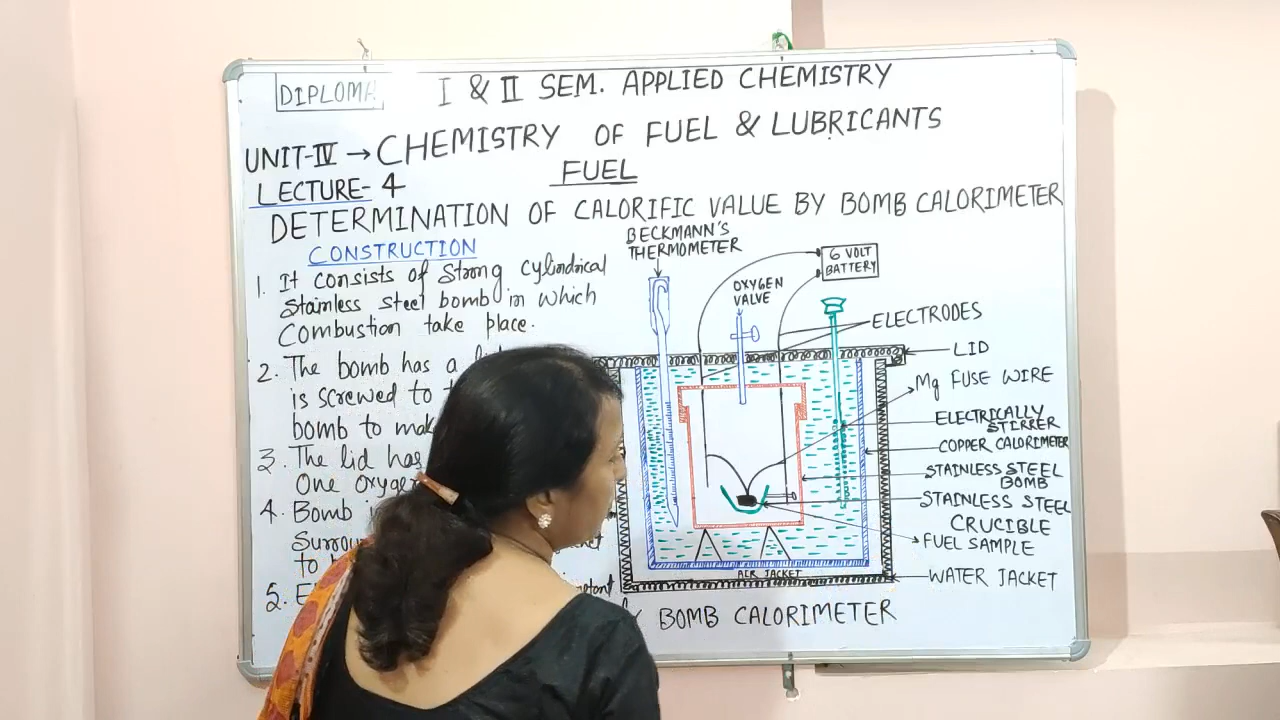 DIPLOMA
I & II SEM. APPLIED CHEMISTRY
UNIT-IV → CHEMISTRY OF FUEL & LUBRICANTS
LECTURE- 4
FUEL
DETERMINATION OF CALORIFIC VALUE BY BOMB CALORIMETER
CONSTRUCTION
1. It consists of strong cylindrical
stainless steel bomb in which
Combustion take place.
2. The bomb has a
is screwed to
bomb to
3. The lid has
One
4. Bomb
to
5.
BECKMANN'S
THERMOMETER
OXYGEN
VALVE
6 VOLT
BATTERY
ELECTRODES
LID
Mg FUSE WIRE
ELECTRICALLY
STIRRER
COPPER CALORIMETER
STAINLESS STEEL
BOMB
STAINLESS STEEL
CRUCIBLE
FUEL SAMPLE
AIR JACKET
WATER JACKET
BOMB CALORIMETER